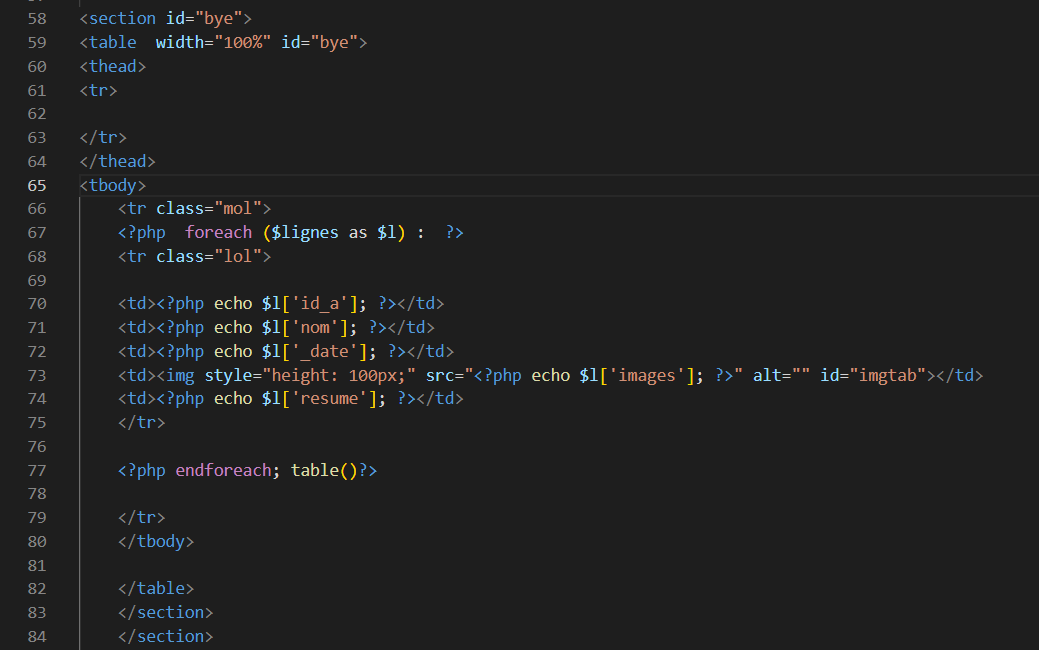 58 <section id="bye">
59 <table  width="100%" id="bye">
60 <thead>
61 <tr>
62
63 </tr>
64 </thead>
65 <tbody>
66     <tr class="mol">
67     <?php  foreach ($lignes as $l) :  ?>
68     <tr class="lol">
69
70     <td><?php echo $l['id_a']; ?></td>
71     <td><?php echo $l['nom']; ?></td>
72     <td><?php echo $l['_date']; ?></td>
73     <td><img style="height: 100px;" src="<?php echo $l['images']; ?>" alt="" id="imgtab"></td>
74     <td><?php echo $l['resume']; ?></td>
75     </tr>
76
77     <?php endforeach; table()?>
78
79     </tr>
80     </tbody>
81
82     </table>
83     </section>
84     </section>